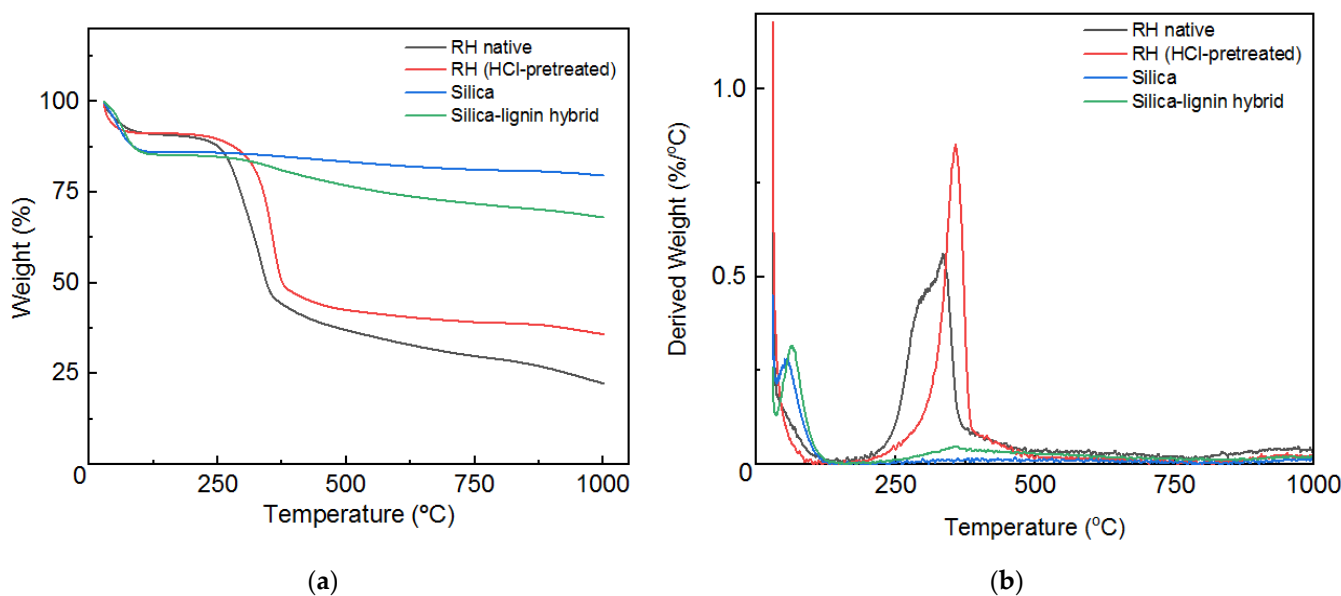 RH native
RH (HCl-pretreated)
Silica
Silica-lignin hybrid
100
75
50
25
0
Weight (%)
0
250
500
750
1000
Temperature (°C)
(a)
RH native
RH (HCl-pretreated)
Silica
Silica-lignin hybrid
1.0
0.5
0
Derived Weight (%/°C)
250
500
750
1000
Temperature (°C)
(b)